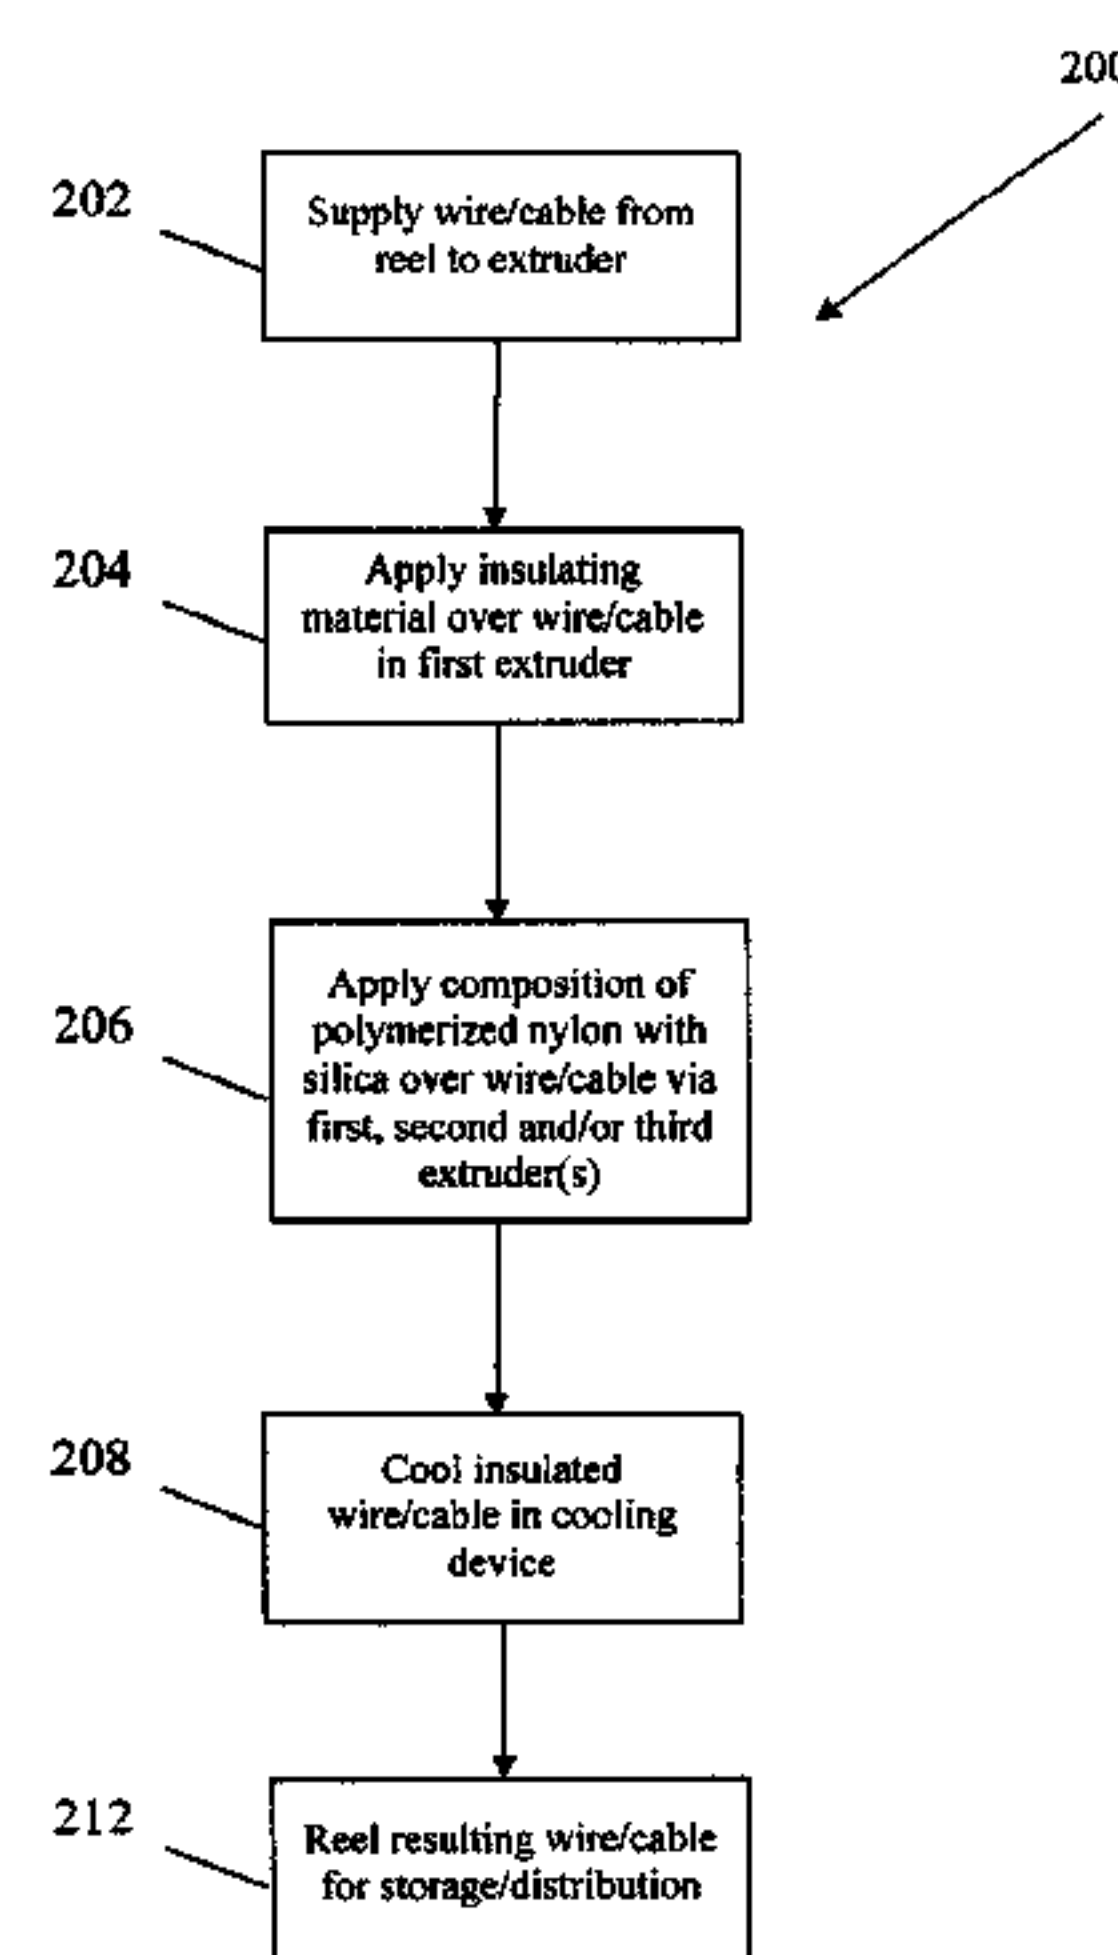 200
202
Supply wire/cable from
reel to extruder
204
Apply insulating
material over wire/cable
in first extruder
206
Apply composition of
polymerized nylon with
silica over wire/cable via
first, second and/or third
extruder(s)
208
Cool insulated
wire/cable in cooling
device
212
Reel resulting wire/cable
for storage/distribution